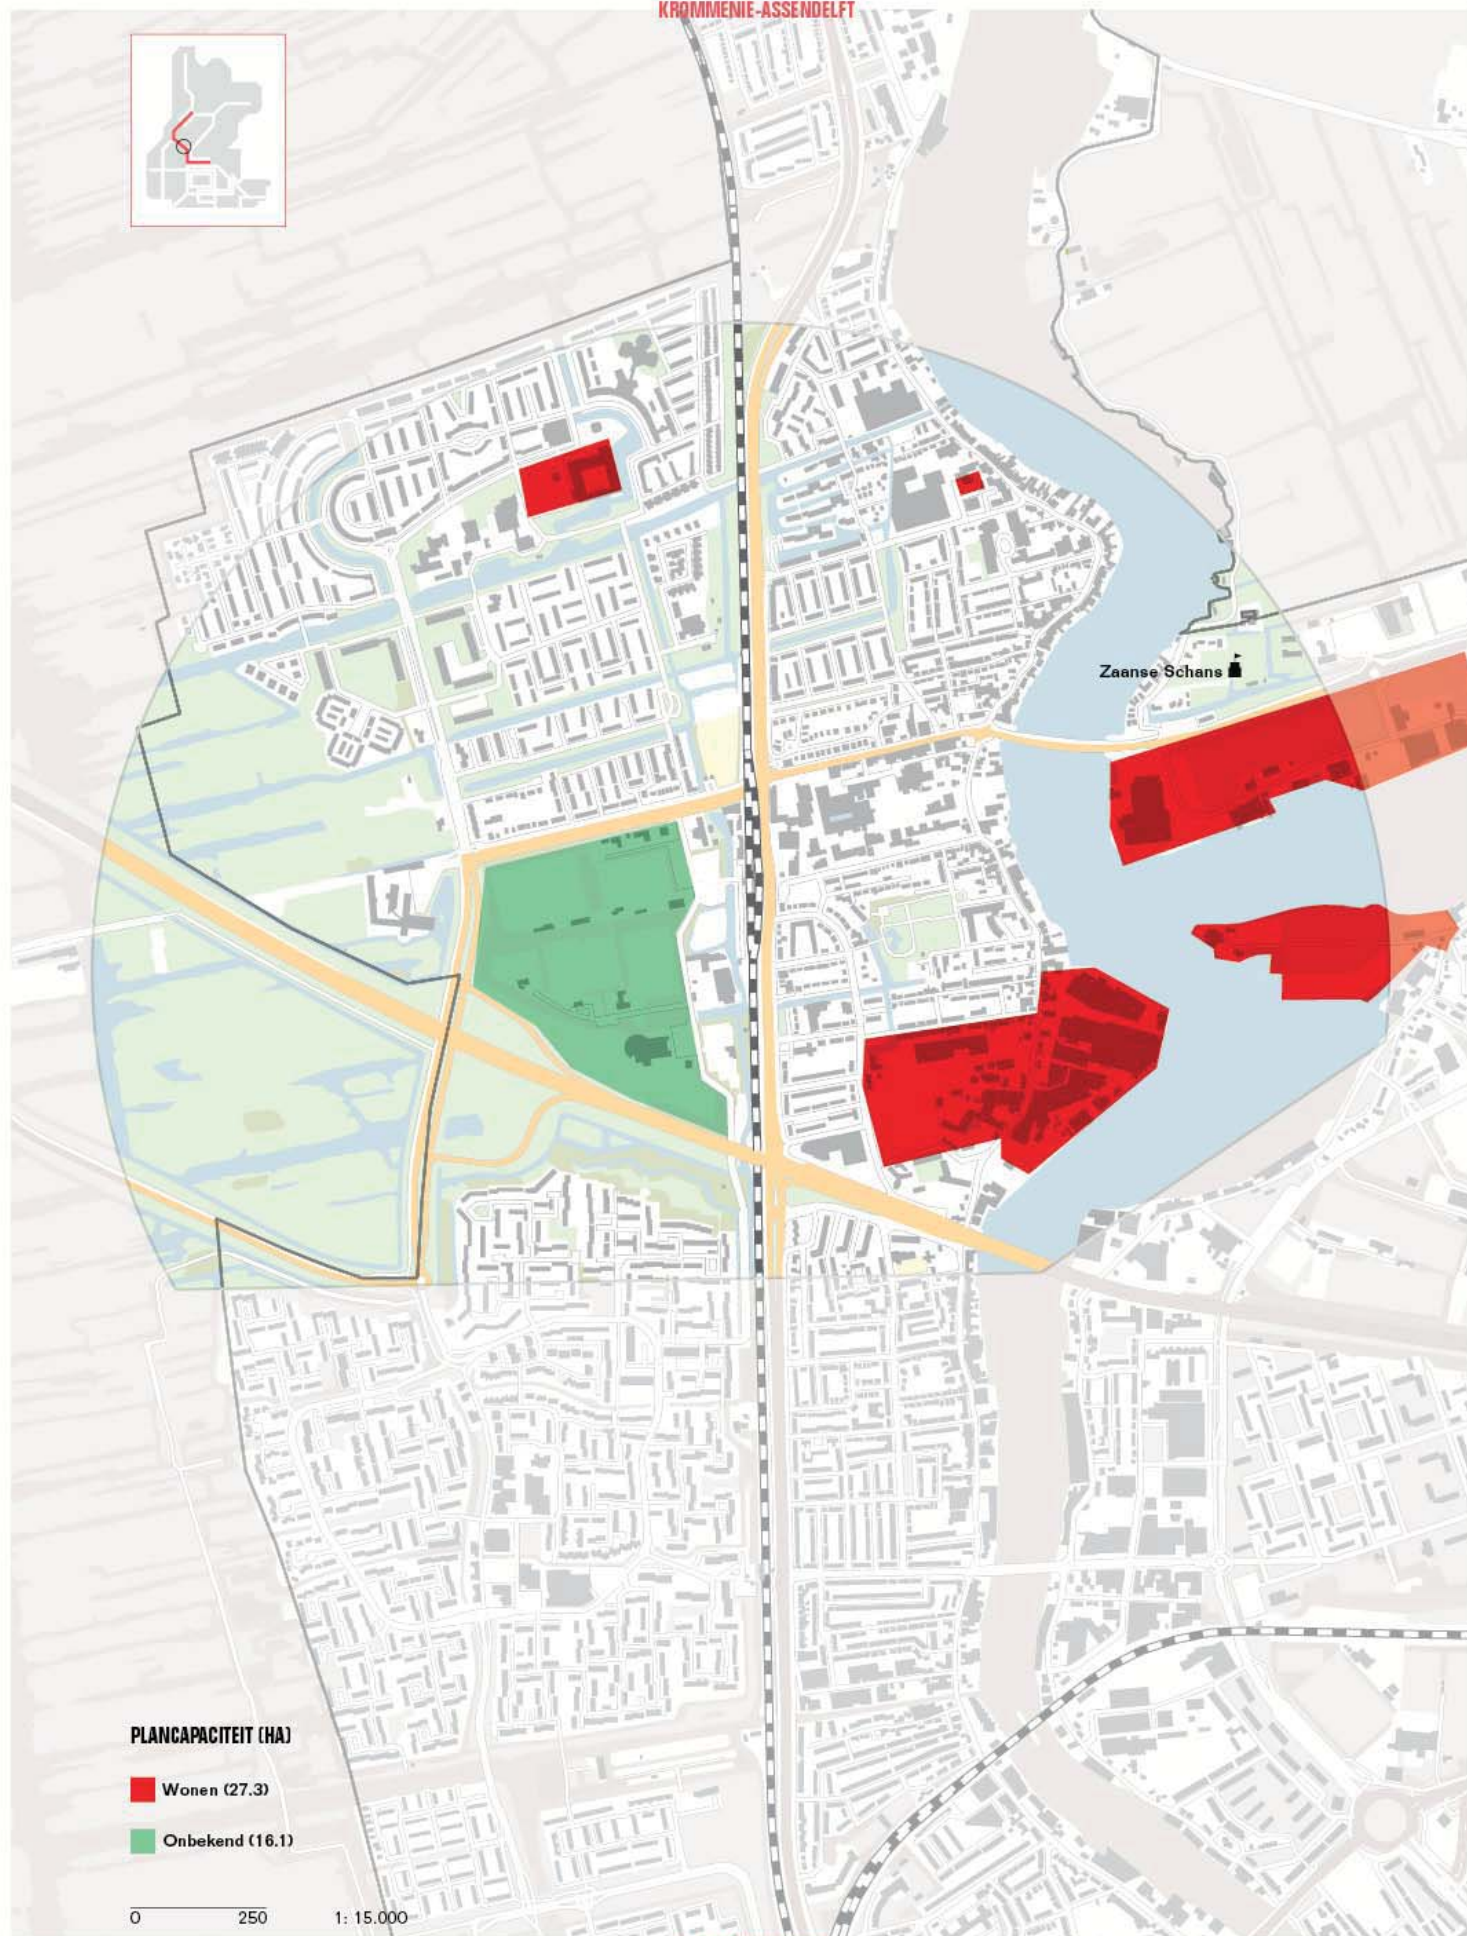 KROMMENIE-ASSENDELFT
Zaanse Schans
PLANCAPACITEIT (HA)
Wonen (27.3)
Onbekend (16.1)
0 250 1: 15.000